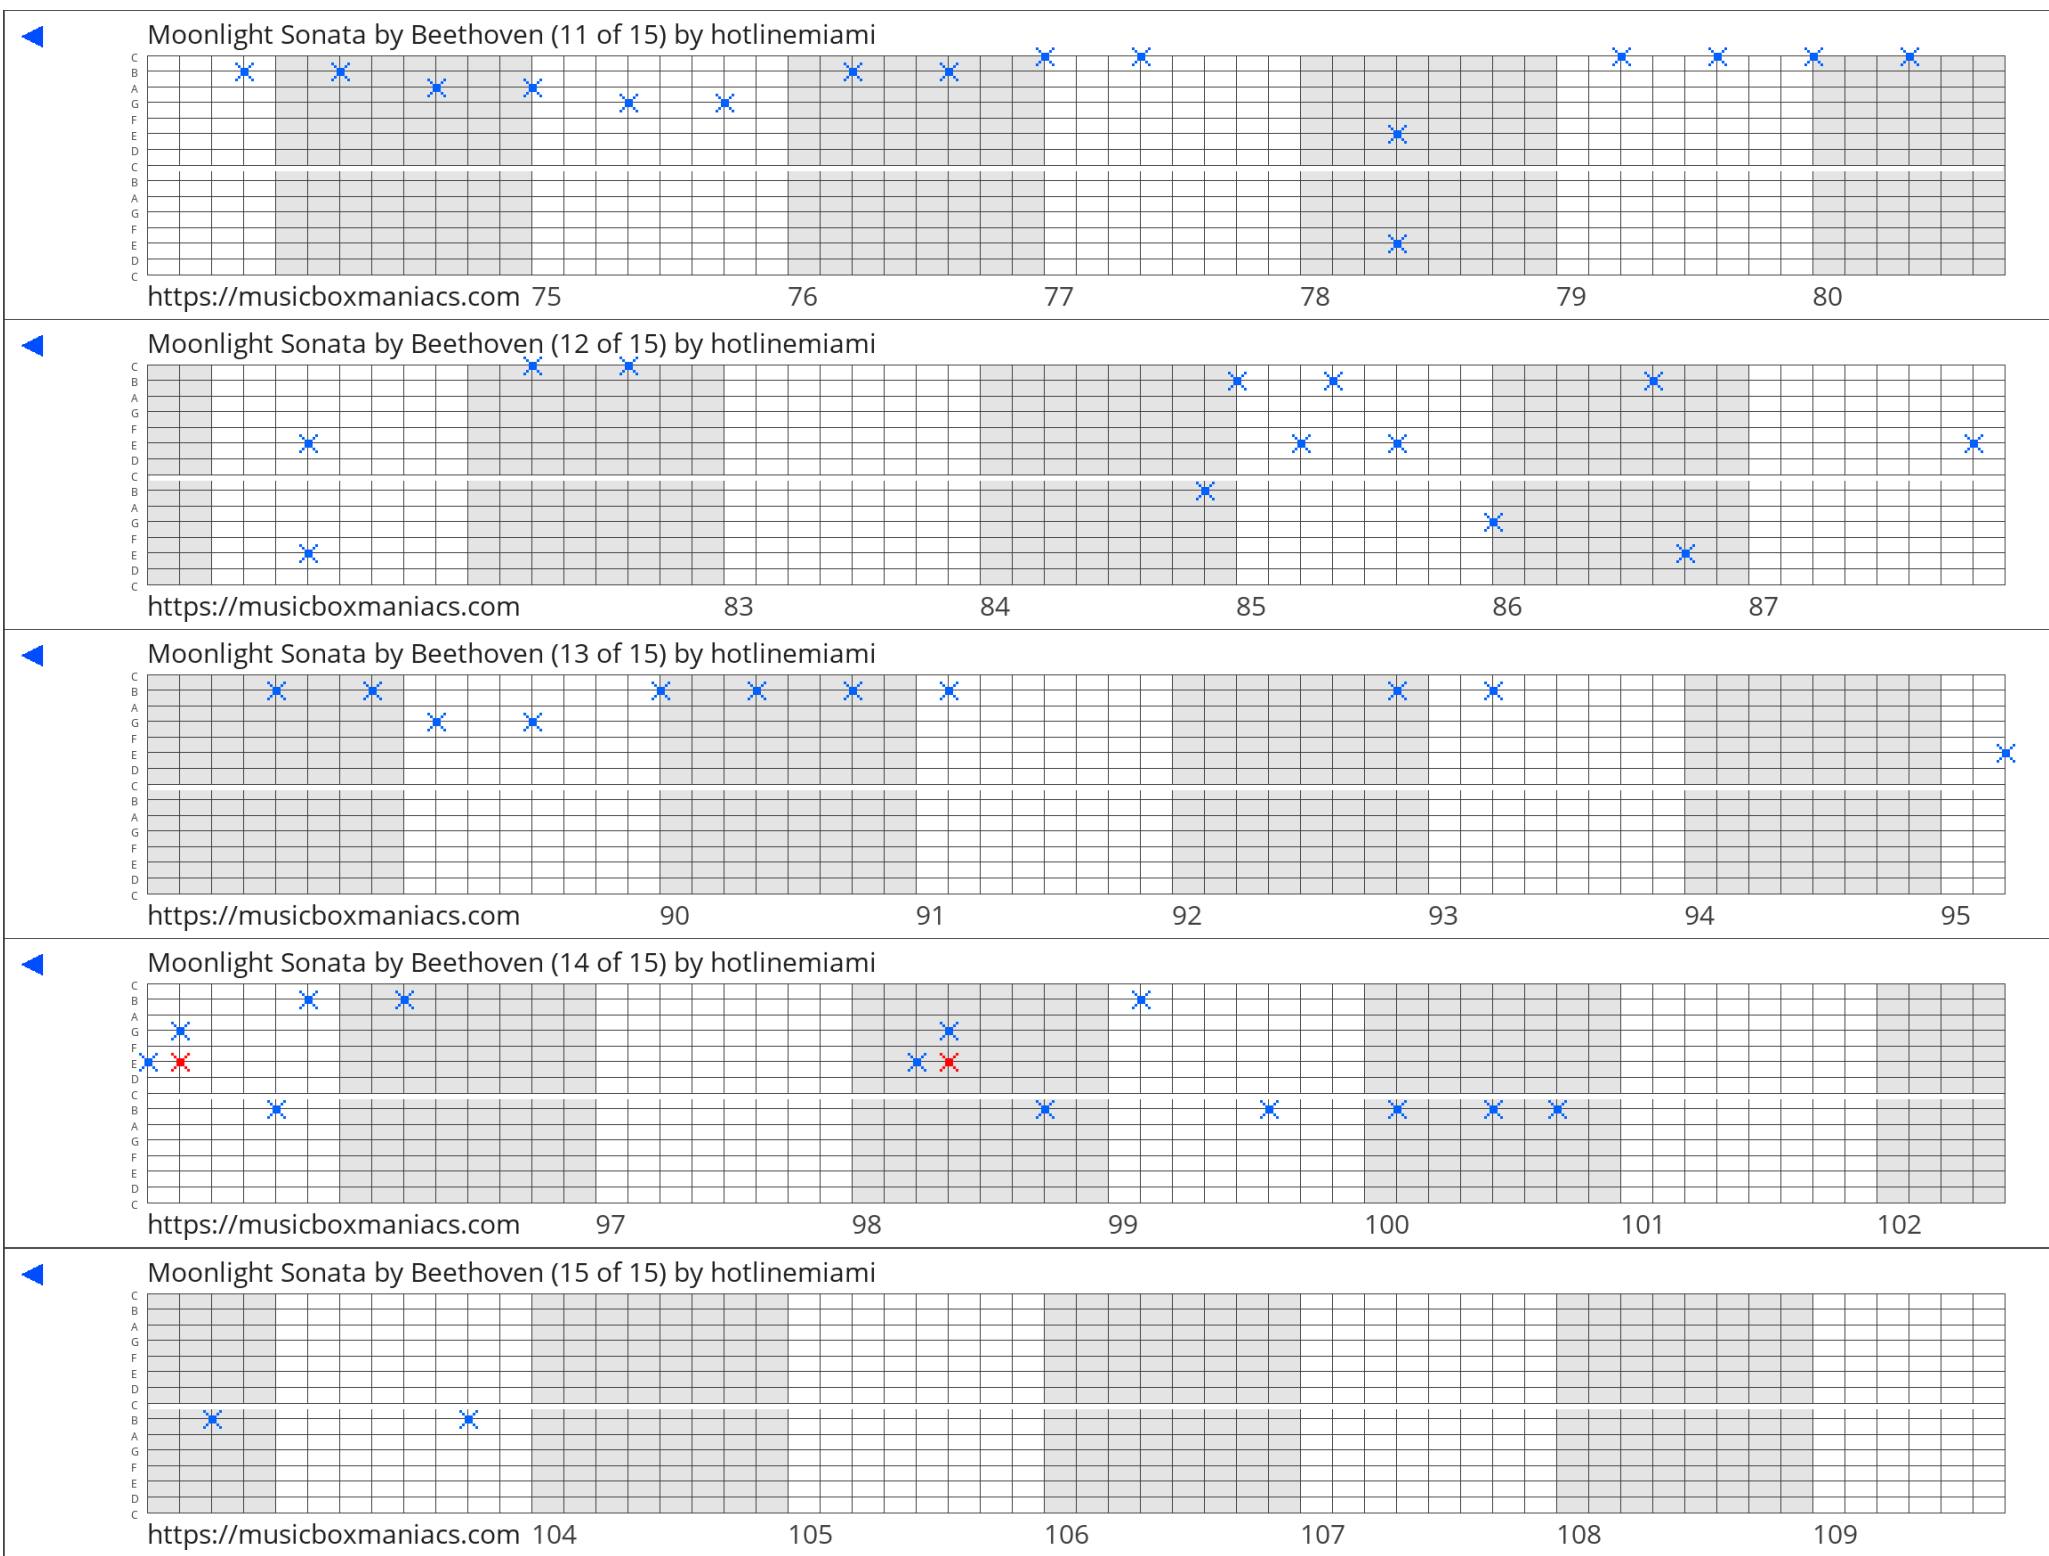 Moonlight Sonata by Beethoven (11 of 15) by hotlinemiami
C
B
A
G
F
E
D
C
B
A
G
F
E
D
C
https://musicboxmaniacs.com 75 76 77 78 79 80
Moonlight Sonata by Beethoven (12 of 15) by hotlinemiami
C
B
A
G
F
E
D
C
B
A
G
F
E
D
C
https://musicboxmaniacs.com 83 84 85 86 87
Moonlight Sonata by Beethoven (13 of 15) by hotlinemiami
C
B
A
G
F
E
D
C
B
A
G
F
E
D
C
https://musicboxmaniacs.com 90 91 92 93 94 95
Moonlight Sonata by Beethoven (14 of 15) by hotlinemiami
C
B
A
G
F
E
D
C
B
A
G
F
E
D
C
https://musicboxmaniacs.com 97 98 99 100 101 102
Moonlight Sonata by Beethoven (15 of 15) by hotlinemiami
C
B
A
G
F
E
D
C
B
A
G
F
E
D
C
https://musicboxmaniacs.com 104 105 106 107 108 109